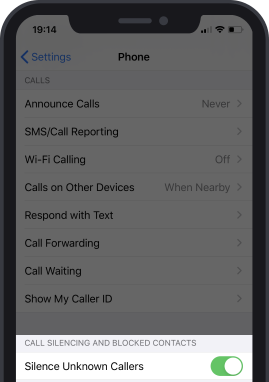 19:14
Settings Phone
CALLS
Announce Calls Never
SMS/Call Reporting
Wi-Fi Calling Off
Calls on Other Devices When Nearby
Respond with Text
Call Forwarding
Call Waiting
Show My Caller ID
CALL SILENCING AND BLOCKED CONTACTS
Silence Unknown Callers